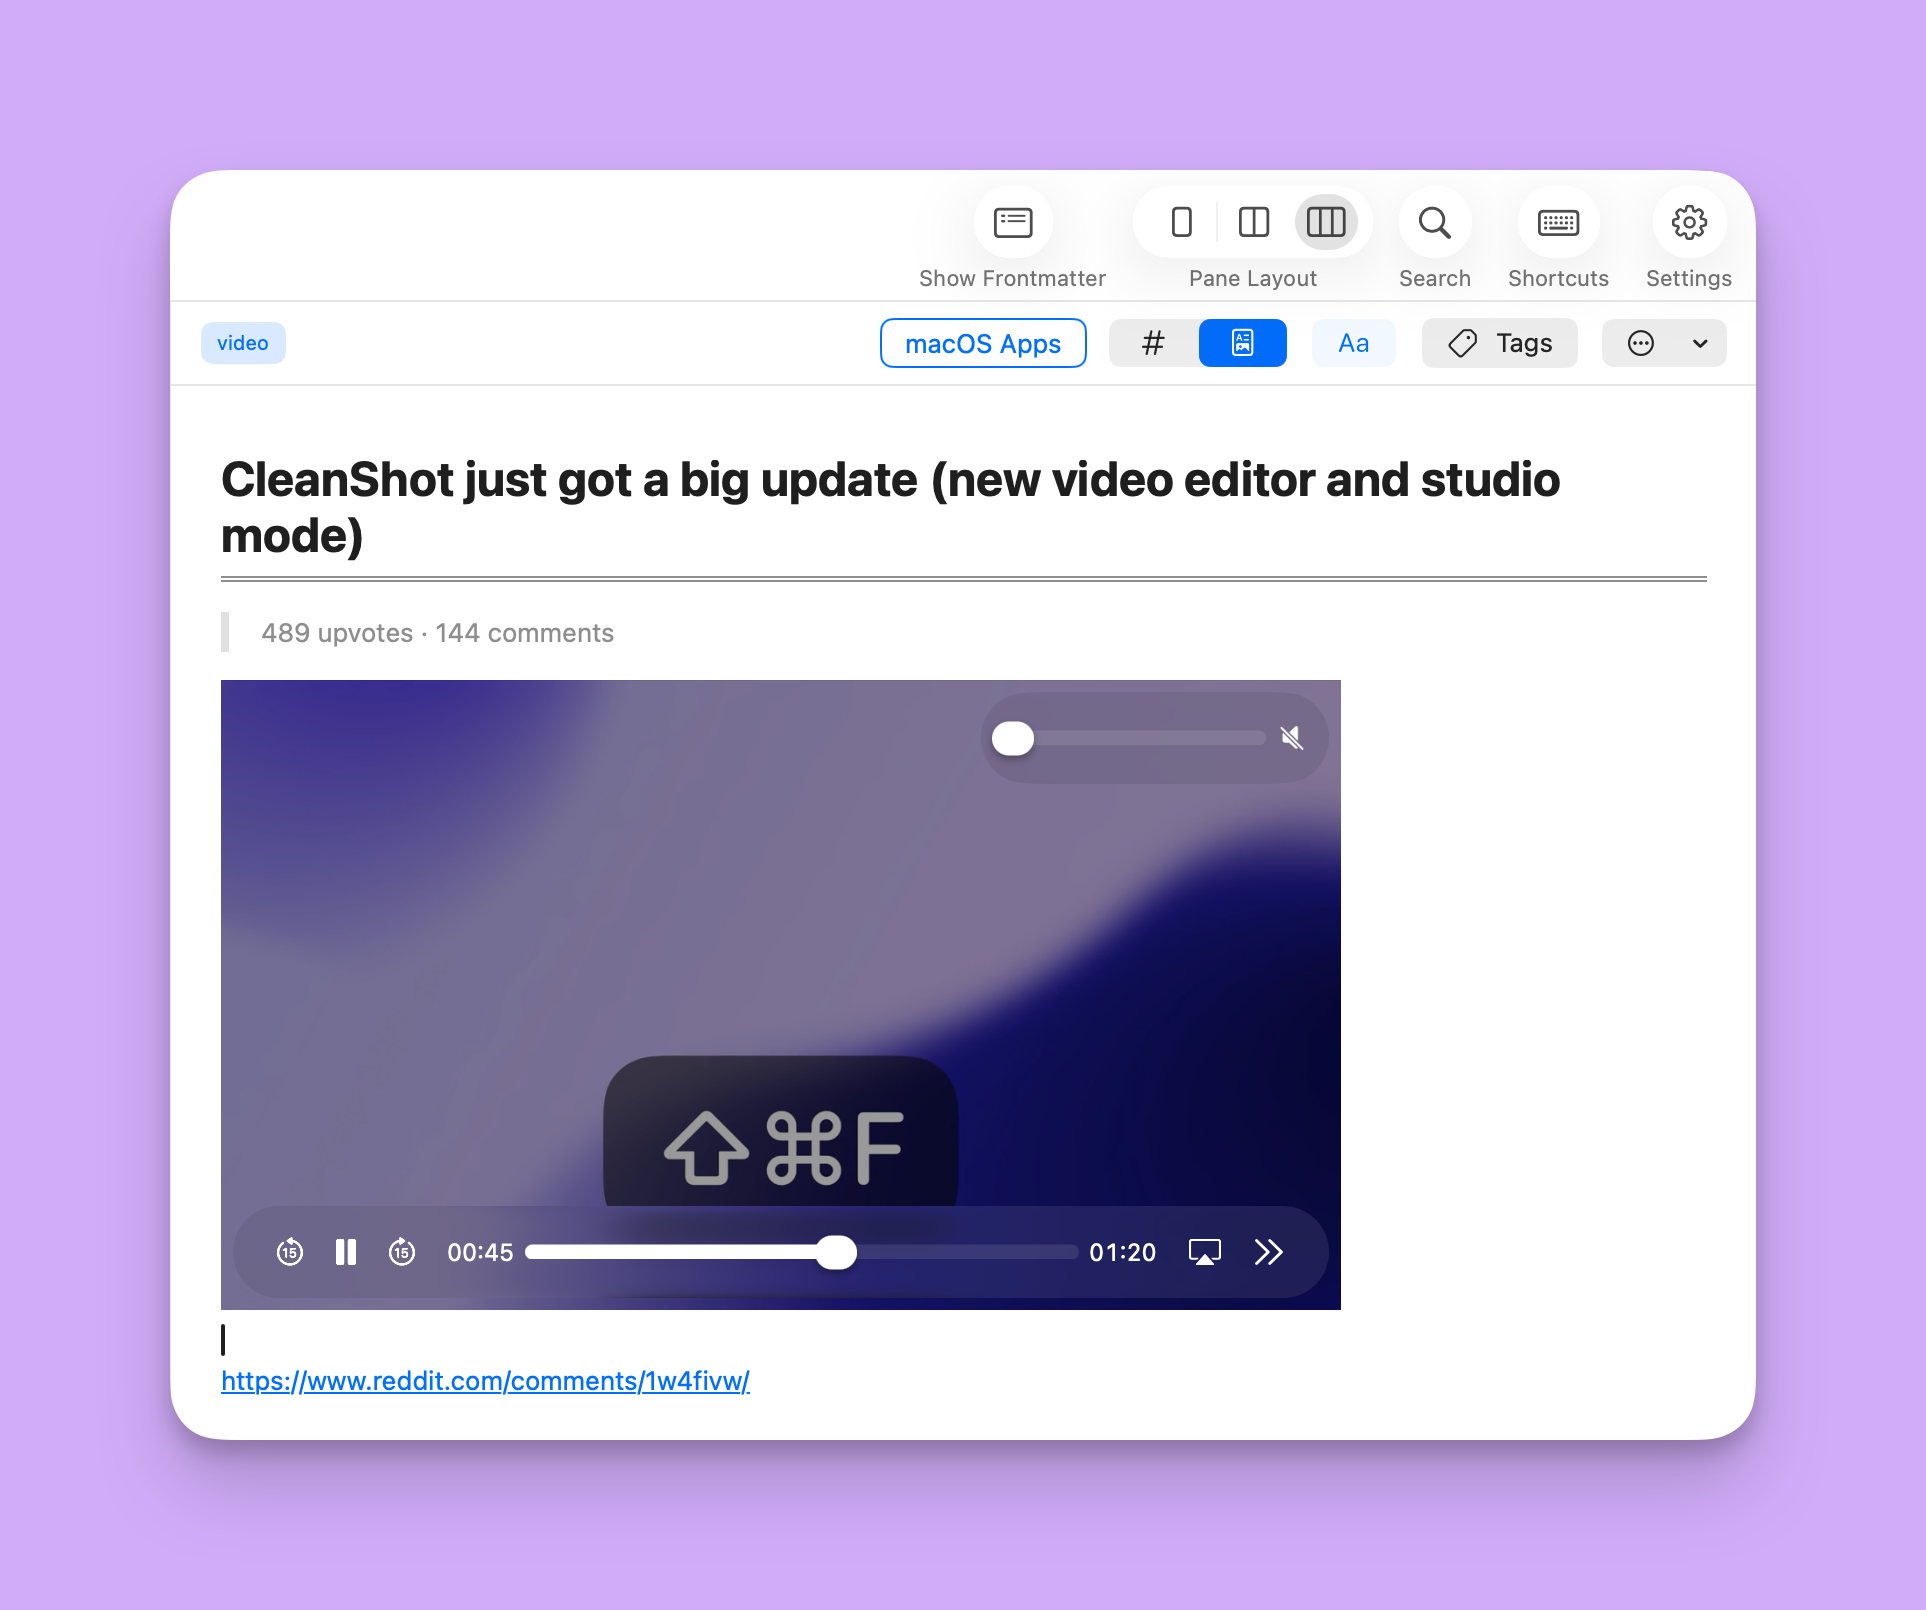 Show Frontmatter
Pane Layout
Search
Shortcuts
Settings
video
macOS Apps
#
Aa
Tags
CleanShot just got a big update (new video editor and studio
mode)
489 upvotes · 144 comments
⇧⌘F
15
15
00:45
01:20
https://www.reddit.com/comments/1w4fivw/